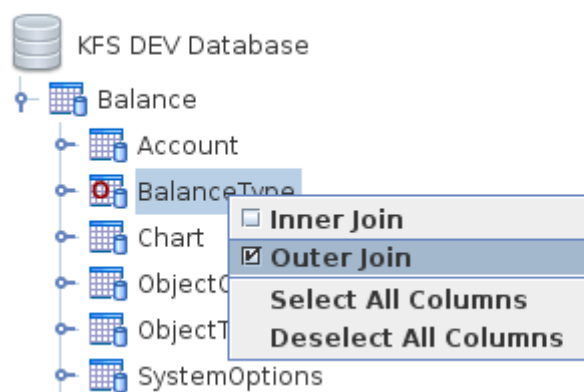 KFS DEV Database
Balance
Account
BalanceType
Inner Join
Chart
Outer Join
Select All Columns
Deselect All Columns
SystemOptions